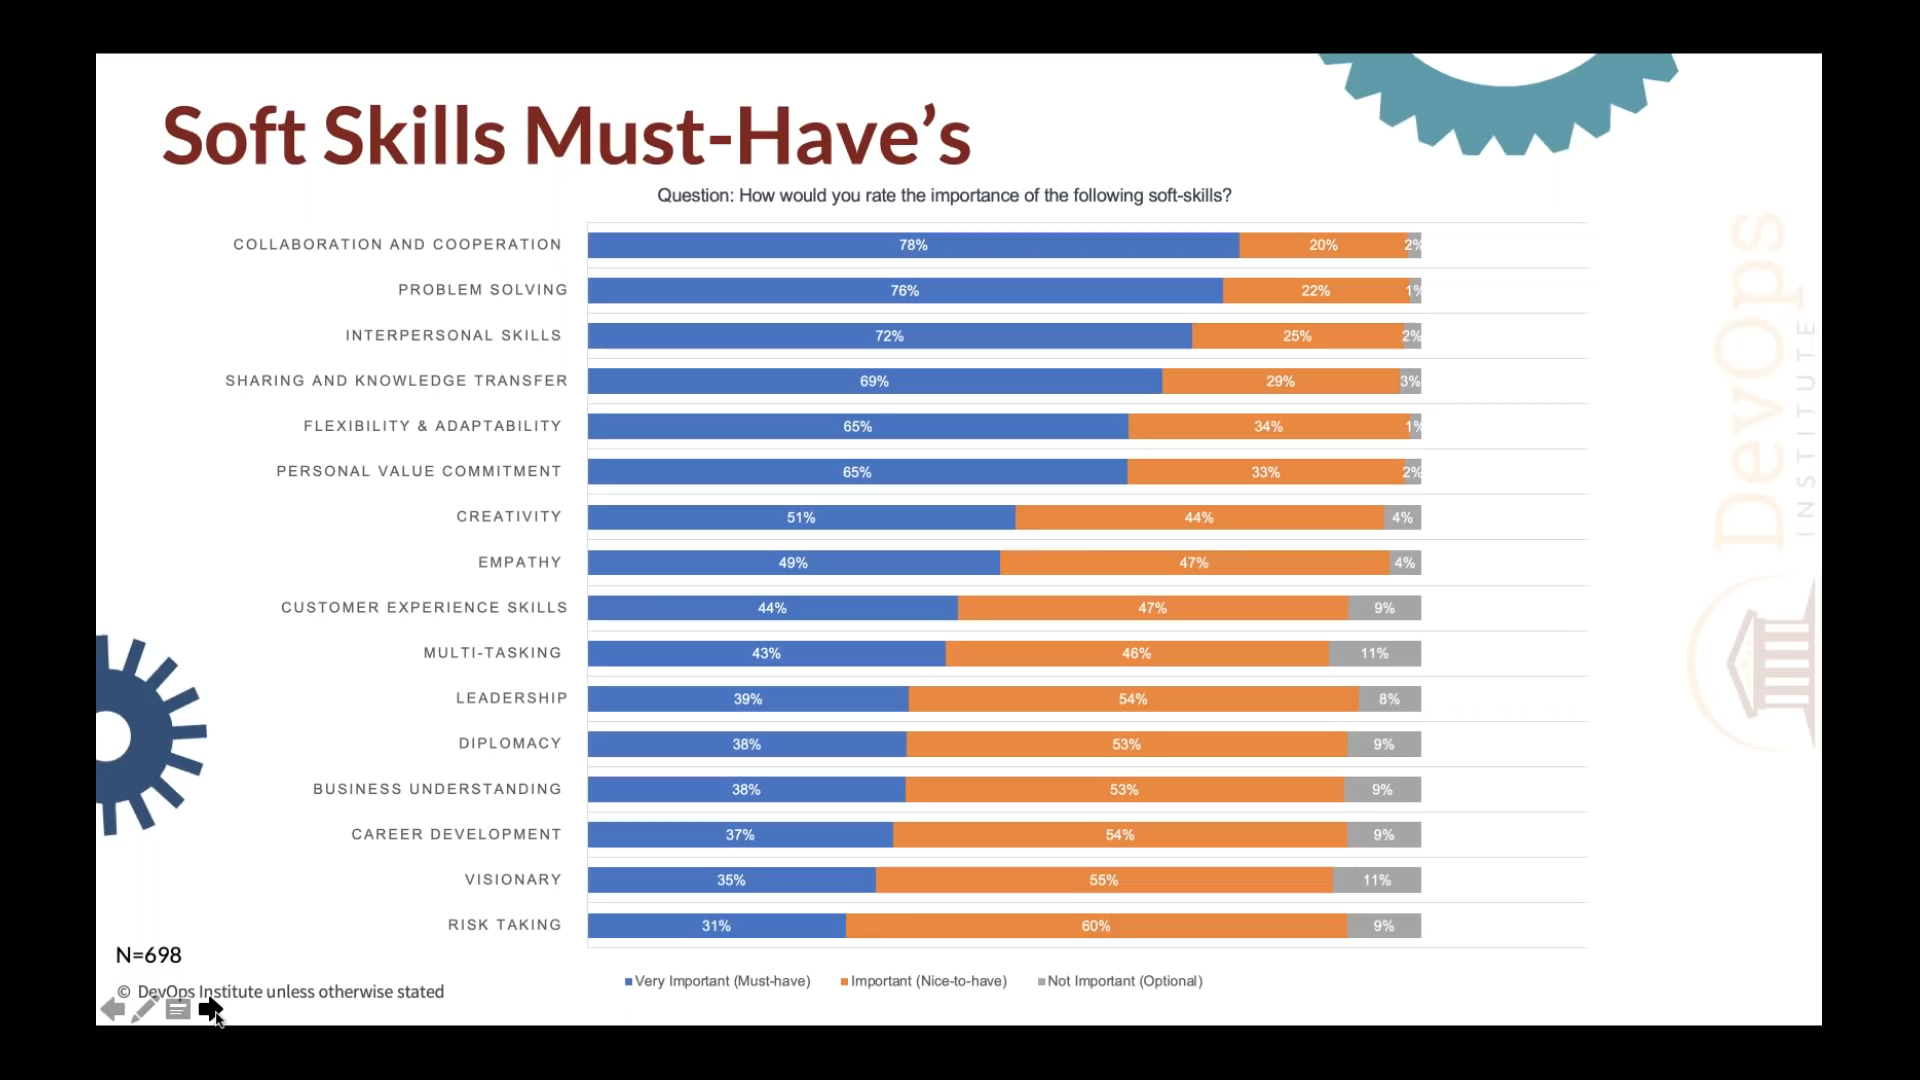 Soft Skills Must-Have’s
Question: How would you rate the importance of the following soft-skills?
COLLABORATION AND COOPERATION 78% 20% 2%
PROBLEM SOLVING 76% 22% 1%
INTERPERSONAL SKILLS 72% 25% 2%
SHARING AND KNOWLEDGE TRANSFER 69% 29% 3%
FLEXIBILITY & ADAPTABILITY 65% 34% 1%
PERSONAL VALUE COMMITMENT 65% 33% 2%
CREATIVITY 51% 44% 4%
EMPATHY 49% 47% 4%
CUSTOMER EXPERIENCE SKILLS 44% 47% 9%
MULTI-TASKING 43% 46% 11%
LEADERSHIP 39% 54% 8%
DIPLOMACY 38% 53% 9%
BUSINESS UNDERSTANDING 38% 53% 9%
CAREER DEVELOPMENT 37% 54% 9%
VISIONARY 35% 55% 11%
RISK TAKING 31% 60% 9%
Very Important (Must-have) Important (Nice-to-have) Not Important (Optional)
N=698
© DevOps Institute unless otherwise stated
DevOps
INSTITUTE